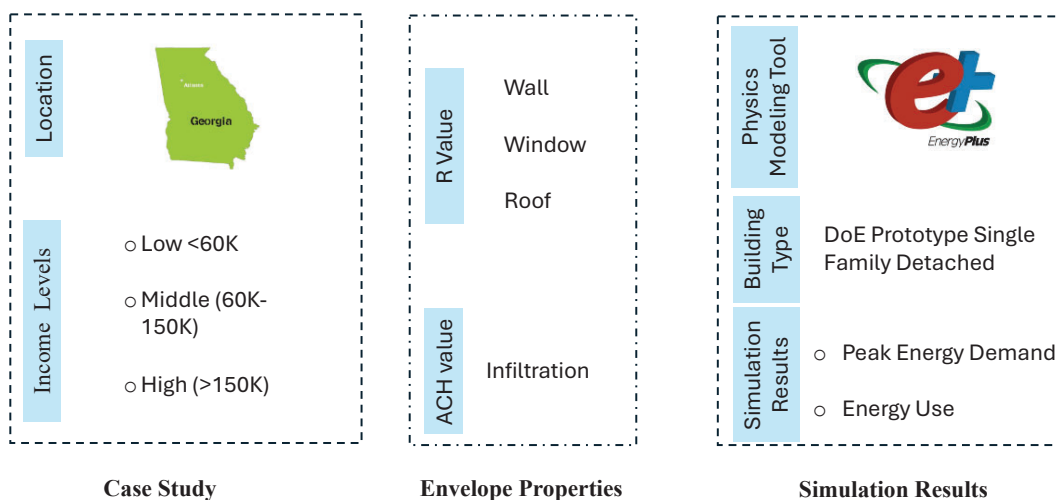 Location
Atlanta
Georgia
Income Levels
○ Low <60K
○ Middle (60K-
150K)
○ High (>150K)
Case Study
R Value
Wall
Window
Roof
ACH value
Infiltration
Envelope Properties
Physics
Modeling Tool
e+
EnergyPlus
Building
Type
DoE Prototype Single
Family Detached
Simulation
Results
○ Peak Energy Demand
○ Energy Use
Simulation Results